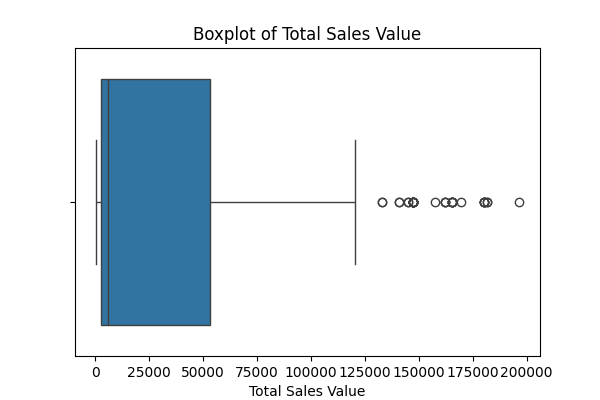 Boxplot of Total Sales Value
0 25000 50000 75000 100000 125000 150000 175000 200000
Total Sales Value